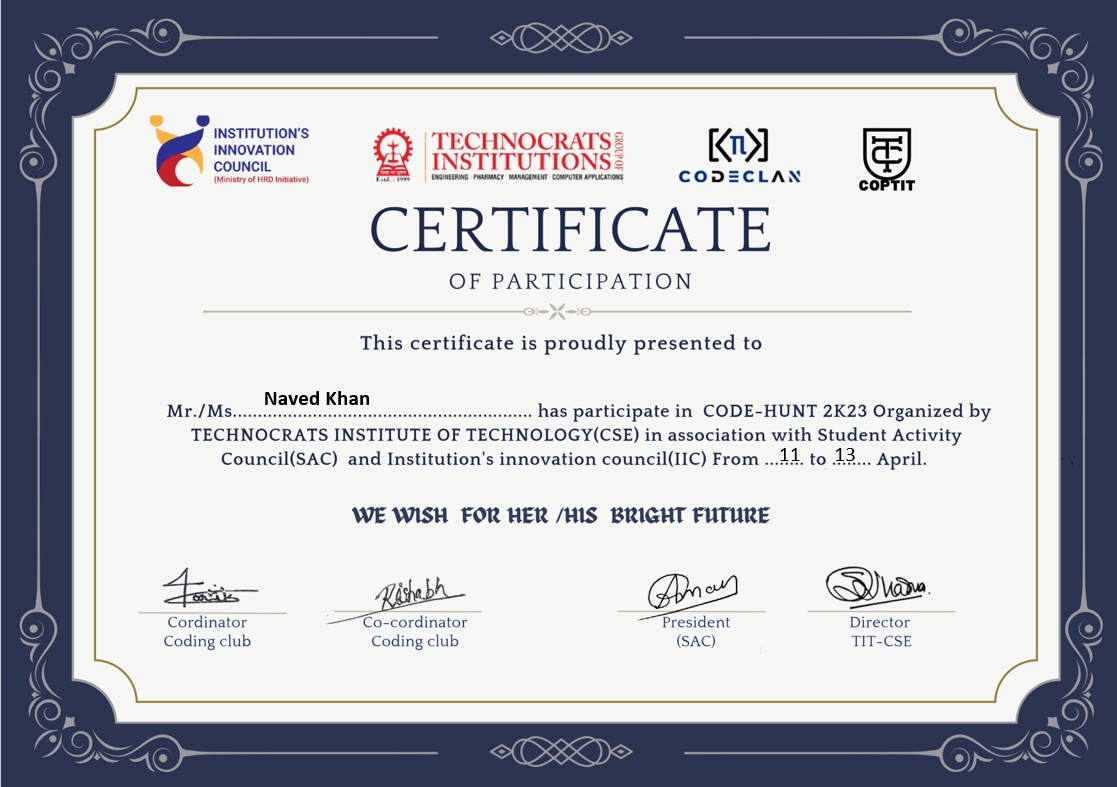 INSTITUTION'S
INNOVATION
COUNCIL
(Ministry of HRD Initiative)
Estd. : 1999
TECHNOCRATS
INSTITUTIONS
GROUP OF
ENGINEERING PHARMACY MANAGEMENT COMPUTER APPLICATIONS
[<π>]
CODECLAN
COPTIT
CERTIFICATE
OF PARTICIPATION
This certificate is proudly presented to
Mr./Ms.......Naved Khan....... has participate in CODE-HUNT 2K23 Organized by
TECHNOCRATS INSTITUTE OF TECHNOLOGY(CSE) in association with Student Activity
Council(SAC) and Institution's innovation council(IIC) From ...11... to ...13... April.
WE WISH FOR HER /HIS BRIGHT FUTURE
Rishabh
Cordinator
Coding club
Co-cordinator
Coding club
President
(SAC)
Director
TIT-CSE